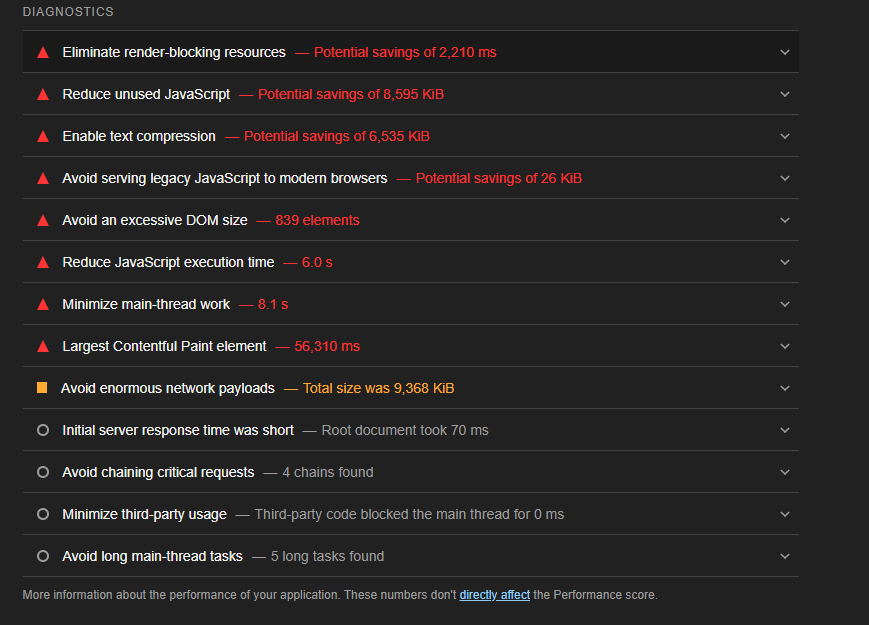 DIAGNOSTICS
Eliminate render-blocking resources — Potential savings of 2,210 ms
Reduce unused JavaScript — Potential savings of 8,595 KiB
Enable text compression — Potential savings of 6,535 KiB
Avoid serving legacy JavaScript to modern browsers — Potential savings of 26 KiB
Avoid an excessive DOM size — 839 elements
Reduce JavaScript execution time — 6.0 s
Minimize main-thread work — 8.1 s
Largest Contentful Paint element — 56,310 ms
Avoid enormous network payloads — Total size was 9,368 KiB
Initial server response time was short — Root document took 70 ms
Avoid chaining critical requests — 4 chains found
Minimize third-party usage — Third-party code blocked the main thread for 0 ms
Avoid long main-thread tasks — 5 long tasks found
More information about the performance of your application. These numbers don't directly affect the Performance score.